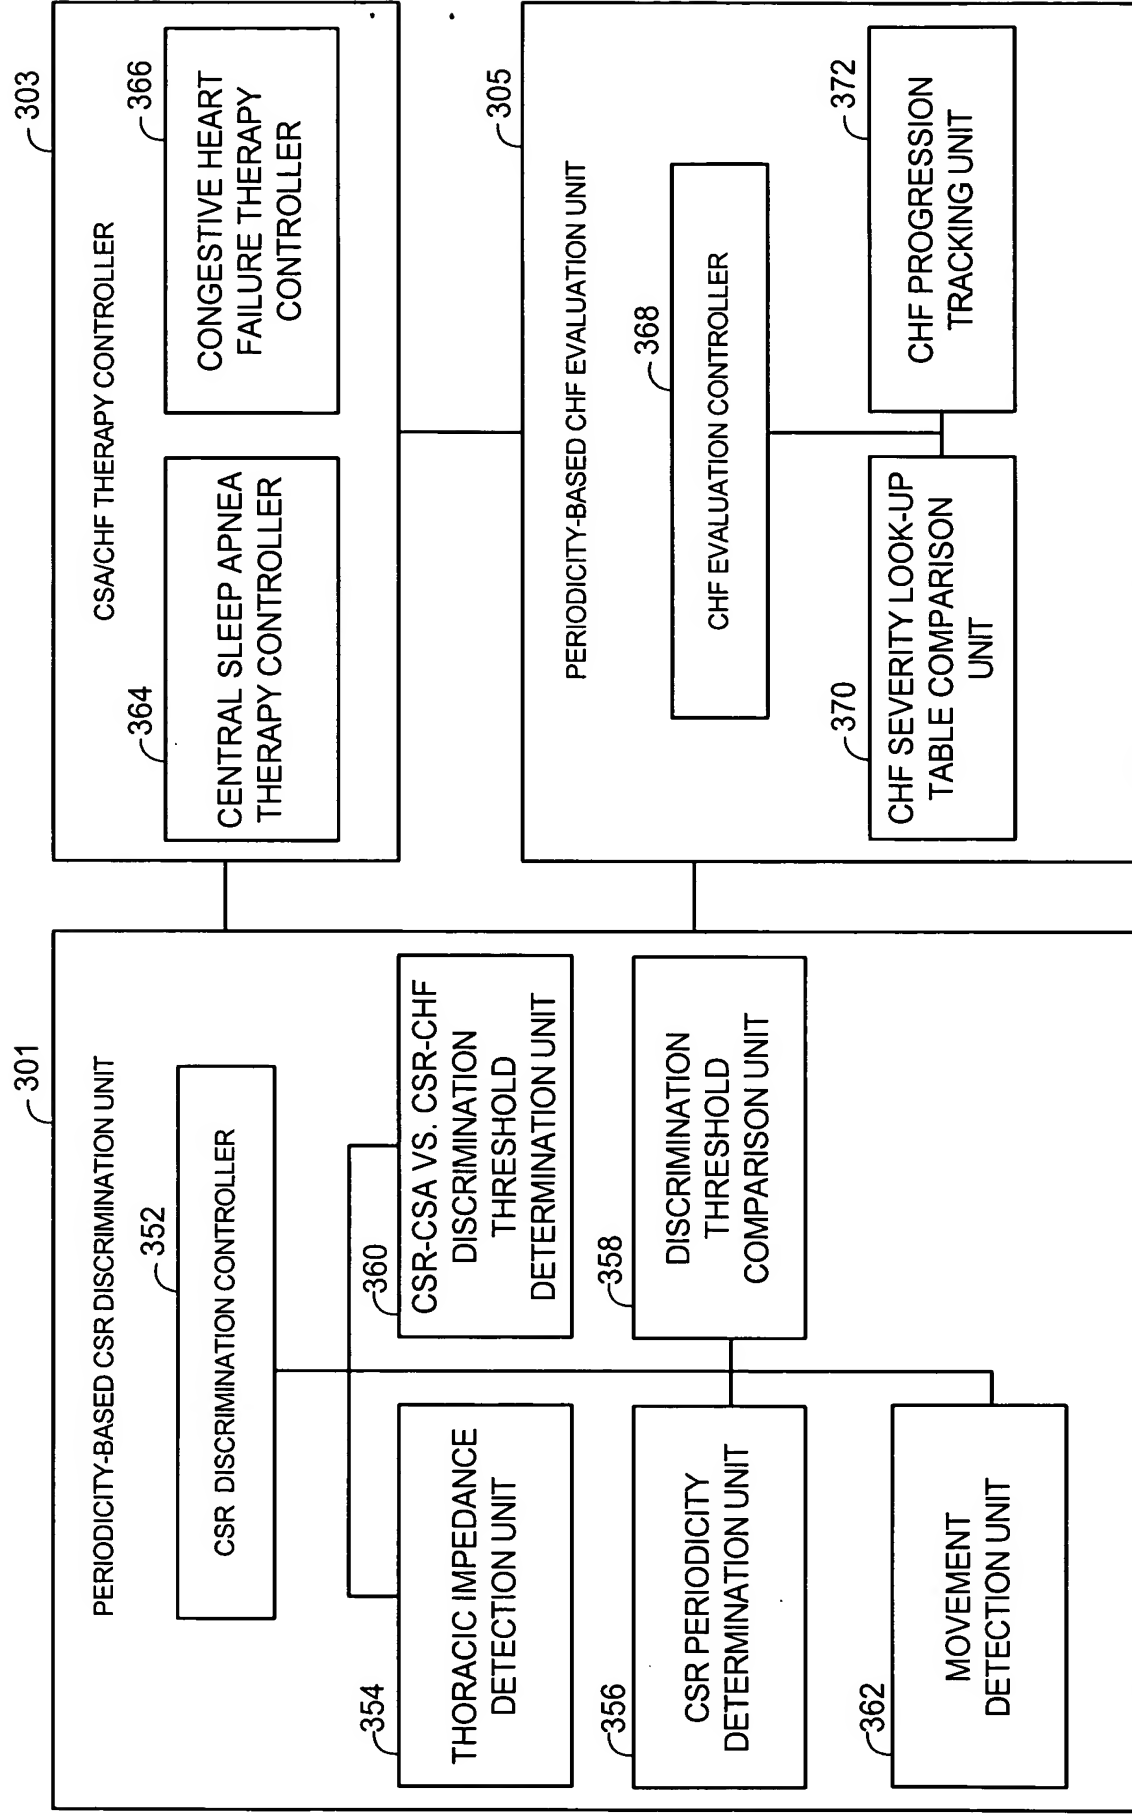 301
PERIODICITY-BASED CSR DISCRIMINATION UNIT
352
CSR DISCRIMINATION CONTROLLER
354
THORACIC IMPEDANCE
DETECTION UNIT
360
CSR-CSA VS. CSR-CHF
DISCRIMINATION
THRESHOLD
DETERMINATION UNIT
356
CSR PERIODICITY
DETERMINATION UNIT
358
DISCRIMINATION
THRESHOLD
COMPARISON UNIT
362
MOVEMENT
DETECTION UNIT
303
CSA/CHF THERAPY CONTROLLER
364
CENTRAL SLEEP APNEA
THERAPY CONTROLLER
366
CONGESTIVE HEART
FAILURE THERAPY
CONTROLLER
305
PERIODICITY-BASED CHF EVALUATION UNIT
368
CHF EVALUATION CONTROLLER
370
CHF SEVERITY LOOK-UP
TABLE COMPARISON
UNIT
372
CHF PROGRESSION
TRACKING UNIT